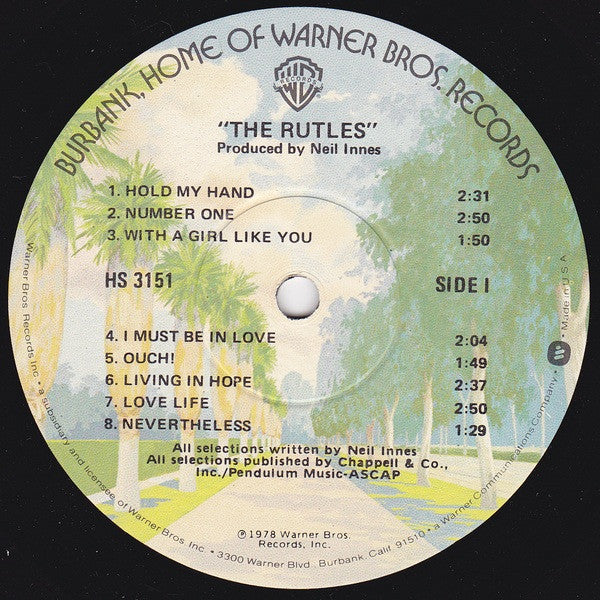 BURBANK, HOME OF WARNER BROS. RECORDS
WB
RECORDS
"THE RUTLES"
Produced by Neil Innes
1. HOLD MY HAND 2:31
2. NUMBER ONE 2:50
3. WITH A GIRL LIKE YOU 1:50
HS 3151 SIDE I
4. I MUST BE IN LOVE 2:04
5. OUCH! 1:49
6. LIVING IN HOPE 2:37
7. LOVE LIFE 2:50
8. NEVERTHELESS 1:29
All selections written by Neil Innes
All selections published by Chappell & Co.,
Inc./Pendulum Music-ASCAP
℗1978 Warner Bros.
Records, Inc.
Warner Bros. Records Inc. • a subsidiary and licensee of Warner Bros. Inc. • 3300 Warner Blvd., Burbank, Calif. 91510 • a Warner Communications Company. • Made in U.S.A.